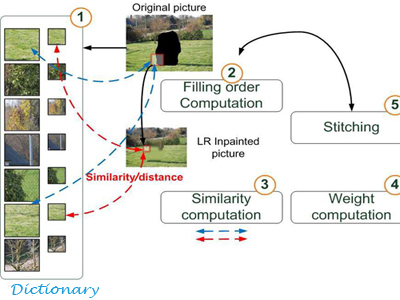 1
Original picture
2
Filling order
Computation
5
Stitching
LR Inpainted
picture
Similarity/distance
3
Similarity
computation
4
Weight
computation
Dictionary